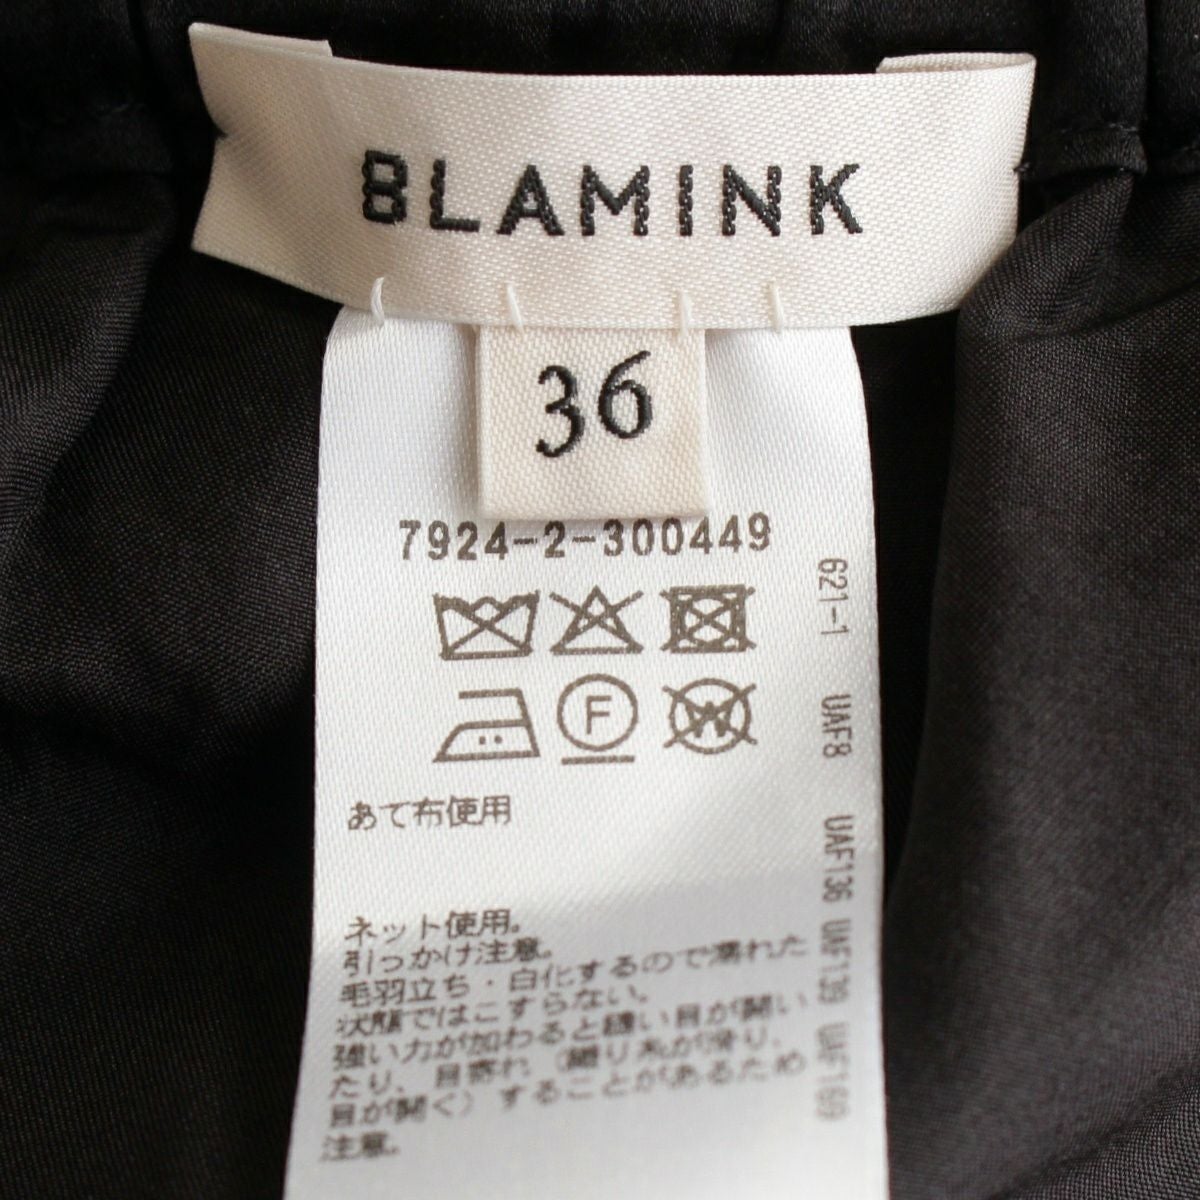 BLAMINK
36
7924-2-300449
F
W
あて布使用
ネット使用。
引っかけ注意。
毛羽立ち・白化するので濡れた
状態ではこすらない。
強い力が加わると縫い目が開い
たり、目寄れ（織り糸が滑り、
目が開く）することがあるため
注意。
621-1 UAF8 UAF136 UAF139 UAF169